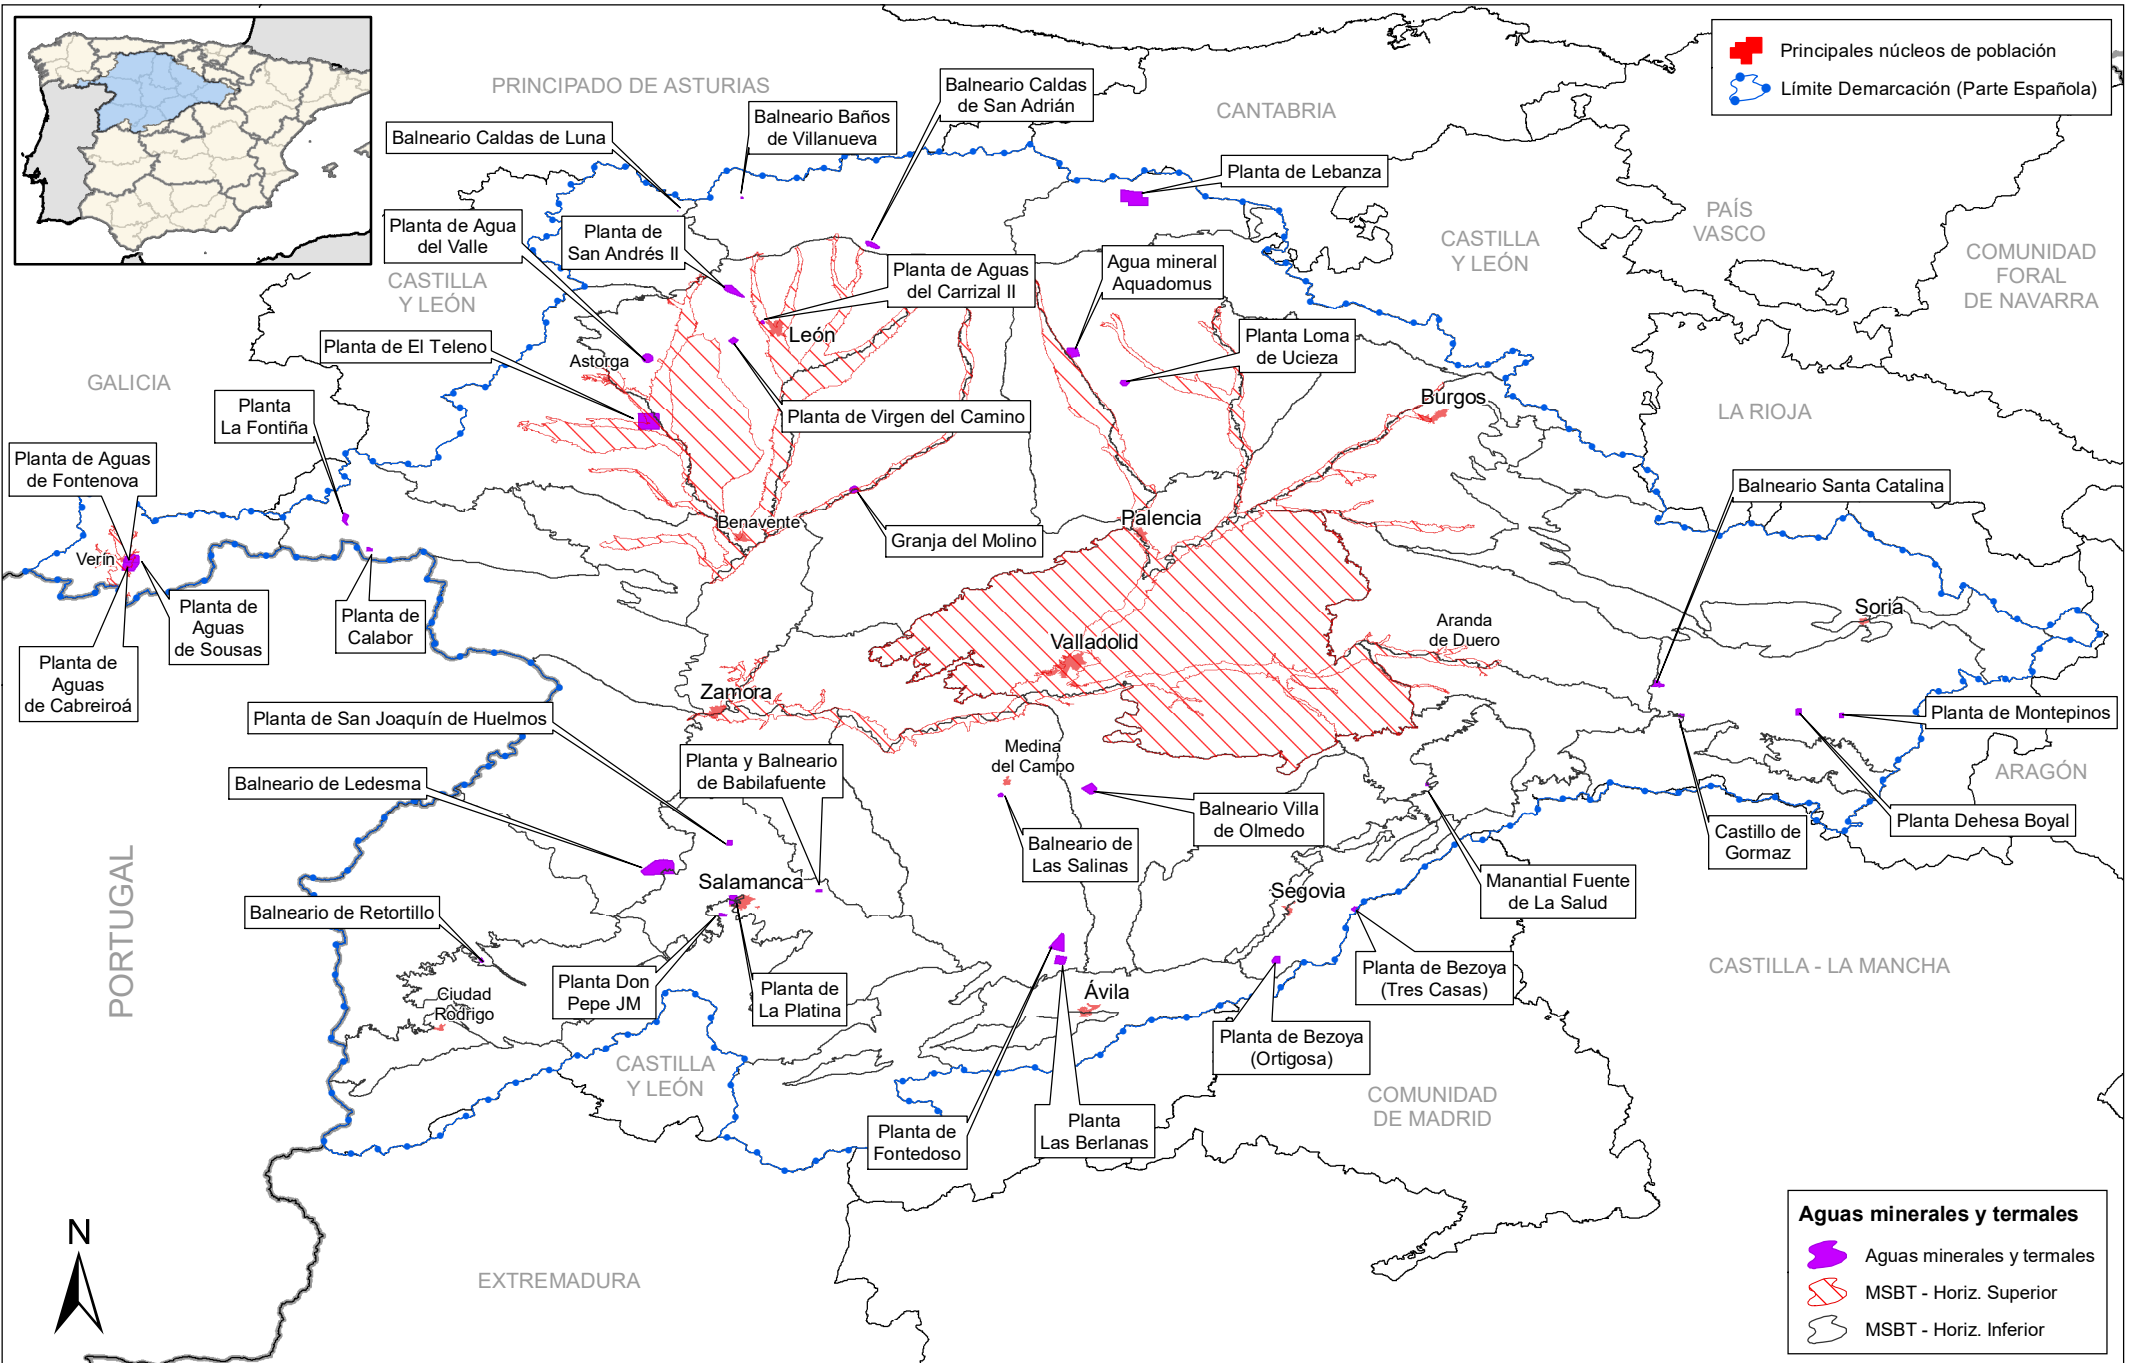 Principales núcleos de población
Límite Demarcación (Parte Española)
PRINCIPADO DE ASTURIAS
CANTABRIA
Balneario Caldas
de San Adrián
Balneario Baños
de Villanueva
Balneario Caldas de Luna
Planta de Lebanza
PAÍS
VASCO
CASTILLA
Y LEÓN
COMUNIDAD
FORAL
DE NAVARRA
Planta de Agua
del Valle
Planta de
San Andrés II
Planta de Aguas
del Carrizal II
Agua mineral
Aquadomus
CASTILLA
Y LEÓN
León
Planta Loma
de Ucieza
Planta de El Teleno
Astorga
GALICIA
Planta
La Fontiña
Planta de Virgen del Camino
Burgos
LA RIOJA
Planta de Aguas
de Fontenova
Balneario Santa Catalina
Benavente
Palencia
Granja del Molino
Verín
Planta de
Aguas
de Sousas
Planta de
Calabor
Soria
Aranda
de Duero
Valladolid
Planta de
Aguas
de Cabreiroá
Zamora
Planta de San Joaquín de Huelmos
Planta de Montepinos
Medina
del Campo
Planta y Balneario
de Babilafuente
ARAGÓN
Balneario de Ledesma
Balneario Villa
de Olmedo
Planta Dehesa Boyal
Castillo de
Gormaz
Balneario de
Las Salinas
PORTUGAL
Salamanca
Segovia
Manantial Fuente
de La Salud
Balneario de Retortillo
Planta Don
Pepe JM
Planta de
La Platina
Ciudad
Rodrigo
Ávila
Planta de Bezoya
(Tres Casas)
CASTILLA - LA MANCHA
Planta de Bezoya
(Ortigosa)
CASTILLA
Y LEÓN
COMUNIDAD
DE MADRID
Planta de
Fontedoso
Planta
Las Berlanas
N
EXTREMADURA
Aguas minerales y termales
Aguas minerales y termales
MSBT - Horiz. Superior
MSBT - Horiz. Inferior